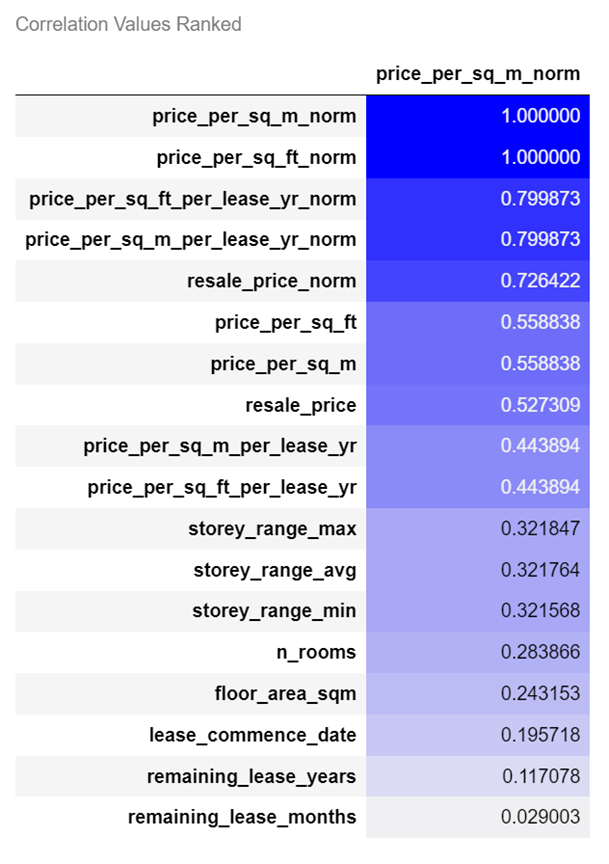 Correlation Values Ranked
price_per_sq_m_norm
price_per_sq_m_norm 1.000000
price_per_sq_ft_norm 1.000000
price_per_sq_ft_per_lease_yr_norm 0.799873
price_per_sq_m_per_lease_yr_norm 0.799873
resale_price_norm 0.726422
price_per_sq_ft 0.558838
price_per_sq_m 0.558838
resale_price 0.527309
price_per_sq_m_per_lease_yr 0.443894
price_per_sq_ft_per_lease_yr 0.443894
storey_range_max 0.321847
storey_range_avg 0.321764
storey_range_min 0.321568
n_rooms 0.283866
floor_area_sqm 0.243153
lease_commence_date 0.195718
remaining_lease_years 0.117078
remaining_lease_months 0.029003